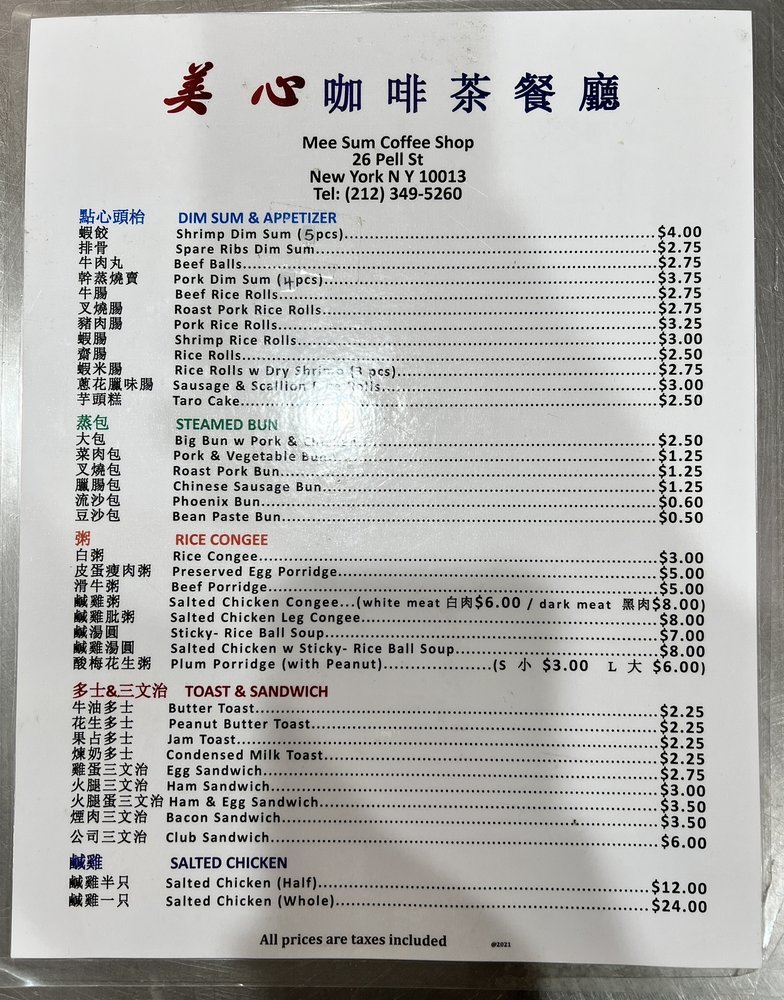 美心咖啡茶餐廳
Mee Sum Coffee Shop
26 Pell St
New York N Y 10013
Tel: (212) 349-5260
點心頭枱 DIM SUM & APPETIZER
蝦餃 Shrimp Dim Sum (5pcs)...$4.00
排骨 Spare Ribs Dim Sum...$2.75
牛肉丸 Beef Balls...$2.75
幹蒸燒賣 Pork Dim Sum (4pcs)...$3.75
牛腸 Beef Rice Rolls...$2.75
叉燒腸 Roast Pork Rice Rolls...$2.75
豬肉腸 Pork Rice Rolls...$3.25
蝦腸 Shrimp Rice Rolls...$3.00
齋腸 Rice Rolls...$2.50
蝦米腸 Rice Rolls w Dry Shrimp (3 pcs)...$2.75
蔥花臘味腸 Sausage & Scallion Rice Rolls...$3.00
芋頭糕 Taro Cake...$2.50
蒸包 STEAMED BUN
大包 Big Bun w Pork & Chicken...$2.50
菜肉包 Pork & Vegetable Bun...$1.25
叉燒包 Roast Pork Bun...$1.25
臘腸包 Chinese Sausage Bun...$1.25
流沙包 Phoenix Bun...$0.60
豆沙包 Bean Paste Bun...$0.50
粥 RICE CONGEE
白粥 Rice Congee...$3.00
皮蛋瘦肉粥 Preserved Egg Porridge...$5.00
滑牛粥 Beef Porridge...$5.00
鹹雞粥 Salted Chicken Congee...(white meat 白肉$6.00 / dark meat 黑肉$8.00)
鹹雞肶粥 Salted Chicken Leg Congee...$8.00
鹹湯圓 Sticky- Rice Ball Soup...$7.00
鹹雞湯圓 Salted Chicken w Sticky- Rice Ball Soup...$8.00
酸梅花生粥 Plum Porridge (with Peanut)...(S 小 $3.00 L 大 $6.00)
多士&三文治 TOAST & SANDWICH
牛油多士 Butter Toast...$2.25
花生多士 Peanut Butter Toast...$2.25
果占多士 Jam Toast...$2.25
煉奶多士 Condensed Milk Toast...$2.25
雞蛋三文治 Egg Sandwich...$2.75
火腿三文治 Ham Sandwich...$3.00
火腿蛋三文治 Ham & Egg Sandwich...$3.50
煙肉三文治 Bacon Sandwich...$3.50
公司三文治 Club Sandwich...$6.00
鹹雞 SALTED CHICKEN
鹹雞半只 Salted Chicken (Half)...$12.00
鹹雞一只 Salted Chicken (Whole)...$24.00
All prices are taxes included @2021